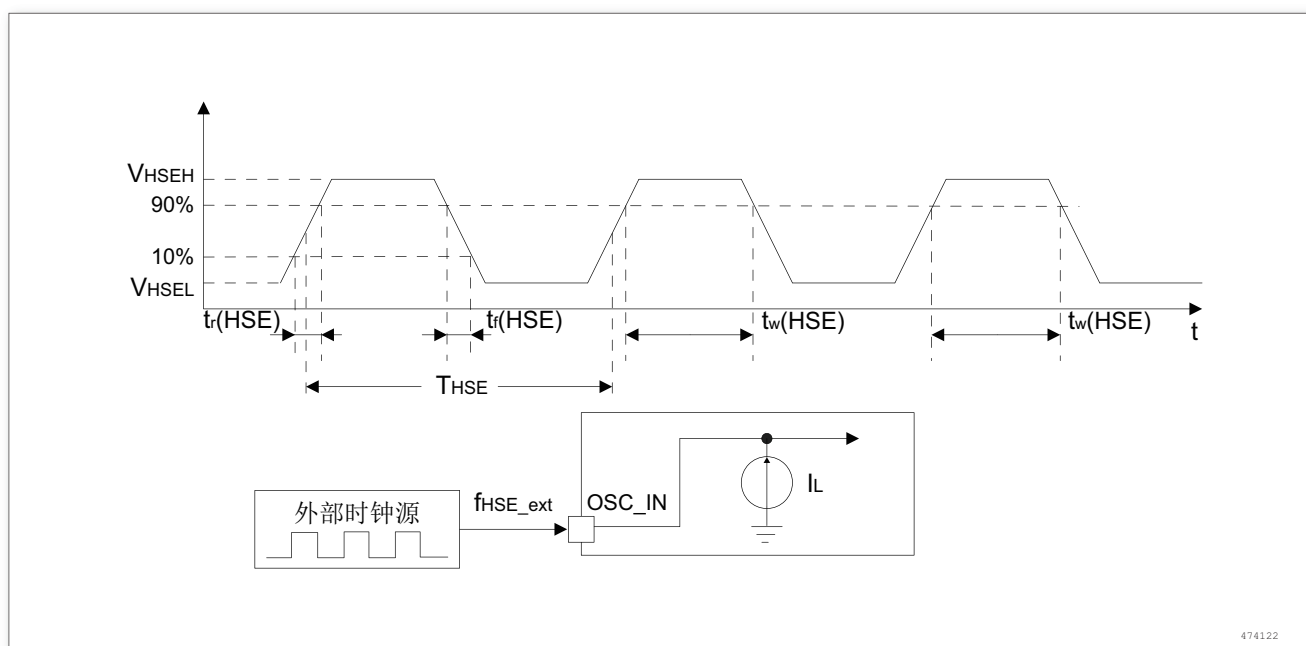 VHSEH
90%
10%
VHSEL
tr(HSE)
tf(HSE)
tw(HSE)
tw(HSE)
t
THSE
外部时钟源
fHSE_ext
OSC_IN
IL
474122